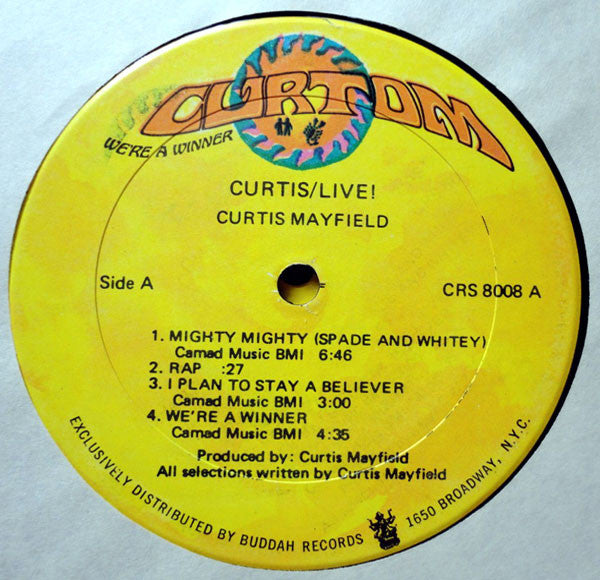 CURTOM
WE'RE A WINNER
CURTIS/LIVE!
CURTIS MAYFIELD
Side A
CRS 8008 A
1. MIGHTY MIGHTY (SPADE AND WHITEY)
Camad Music BMI 6:46
2. RAP :27
3. I PLAN TO STAY A BELIEVER
Camad Music BMI 3:00
4. WE'RE A WINNER
Camad Music BMI 4:35
Produced by: Curtis Mayfield
All selections written by Curtis Mayfield
EXCLUSIVELY DISTRIBUTED BY BUDDAH RECORDS 1650 BROADWAY, N.Y.C.